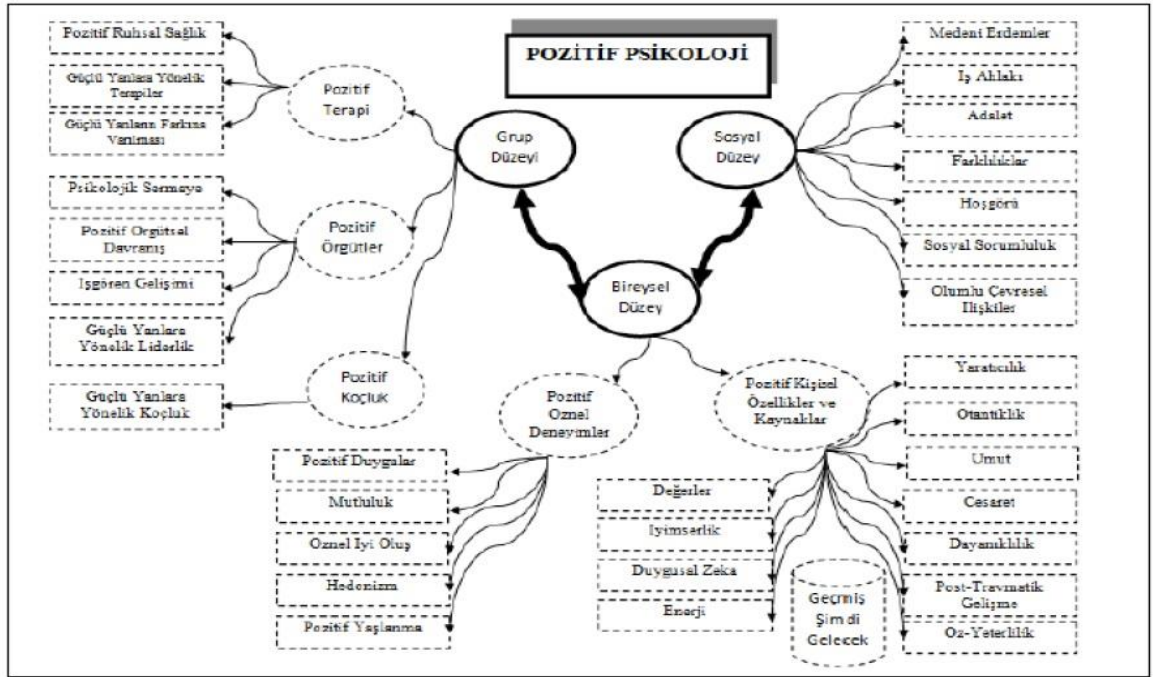 POZİTİF PSİKOLOJİ
Grup
Düzeyi
Sosyal
Düzey
Bireysel
Düzey
Pozitif
Terapi
Pozitif Ruhsal Sağlık
Güçlü Yanlara Yönelik
Terapiler
Güçlü Yanların Farkına
Varılması
Pozitif
Örgütler
Psikolojik Sermaye
Pozitif Örgütsel
Davranış
İşgören Gelişimi
Güçlü Yanlara
Yönelik Liderlik
Pozitif
Koçluk
Güçlü Yanlara
Yönelik Koçluk
Medeni Erdemler
İş Ahlakı
Adalet
Farklılıklar
Hoşgörü
Sosyal Sorumluluk
Olumlu Çevresel
İlişkiler
Pozitif
Öznel
Deneyimler
Pozitif Duygular
Mutluluk
Öznel İyi Oluş
Hedonizm
Pozitif Yaşlanma
Pozitif Kişisel
Özellikler ve
Kaynaklar
Değerler
İyimserlik
Duygusal Zeka
Enerji
Yaratıcılık
Otantiklik
Umut
Cesaret
Dayanıklılık
Post-Travmatik
Gelişme
Öz-Yeterlilik
Geçmiş
Şimdi
Gelecek